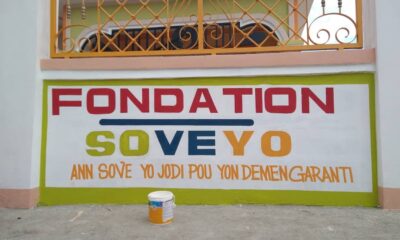 FONDATION
SOVEYO
ANN SOVE YO JODI POU YON DEMEN GARANTI